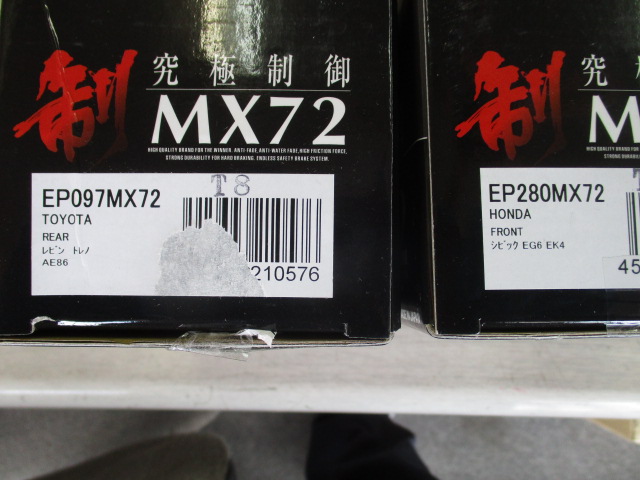 制
究極制御
MX72
HIGH QUALITY BRAND FOR THE WINNER. ANTI-FADE, ANTI-WATER FADE, HIGH FRICTION FORCE,
STRONG DURABILITY FOR HARD BRAKING. ENDLESS SAFETY BRAKE SYSTEM.
EP097MX72
T8
TOYOTA
REAR
ﾚﾋﾞﾝ ﾄﾚﾉ
AE86
210576
制
究
M
EP280MX72
HONDA
FRONT
ｼﾋﾞｯｸ EG6 EK4
45